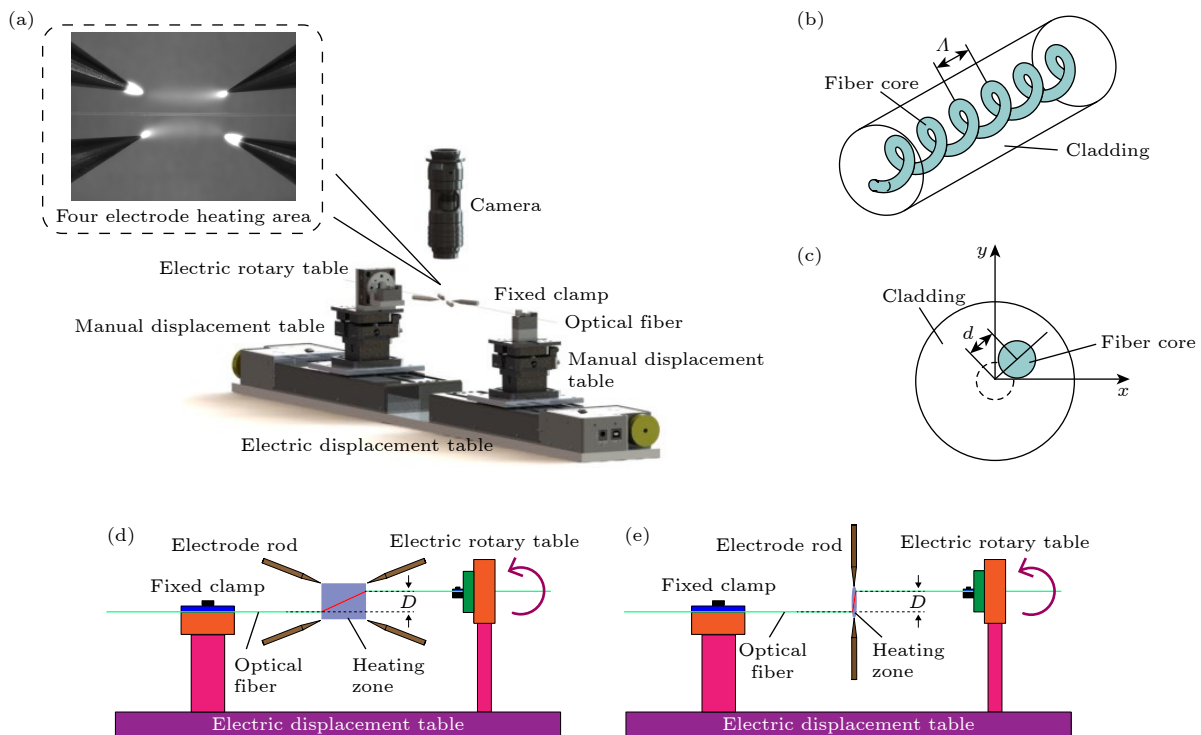 (a)
Four electrode heating area
Camera
Electric rotary table
Fixed clamp
Manual displacement table
Optical fiber
Manual displacement
table
Electric displacement table
(b)
Λ
Fiber core
Cladding
(c)
y
Cladding
d
Fiber core
x
(d)
Electrode rod
Electric rotary table
Fixed clamp
D
Optical
fiber
Heating
zone
Electric displacement table
(e)
Electrode rod
Electric rotary table
Fixed clamp
D
Optical
fiber
Heating
zone
Electric displacement table